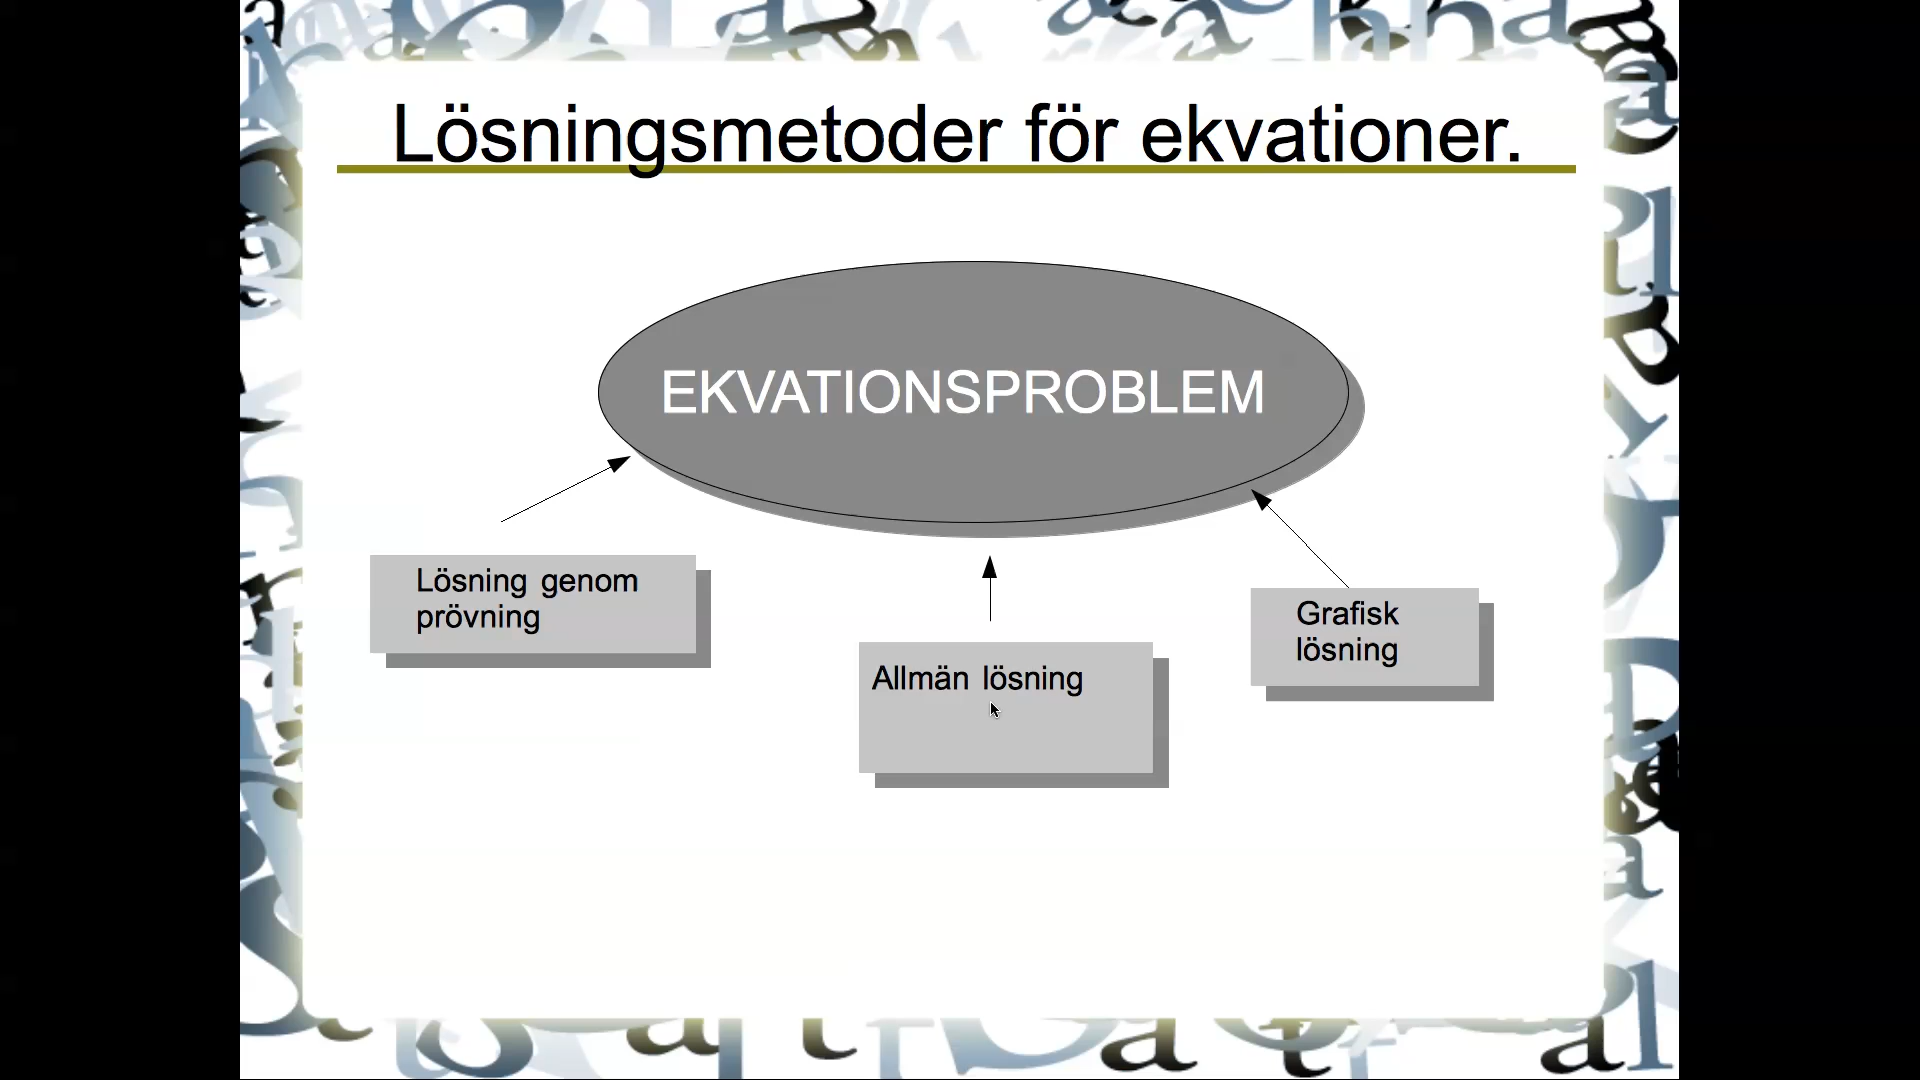 Lösningsmetoder för ekvationer.
EKVATIONSPROBLEM
Lösning genom
prövning
Allmän lösning
Grafisk
lösning